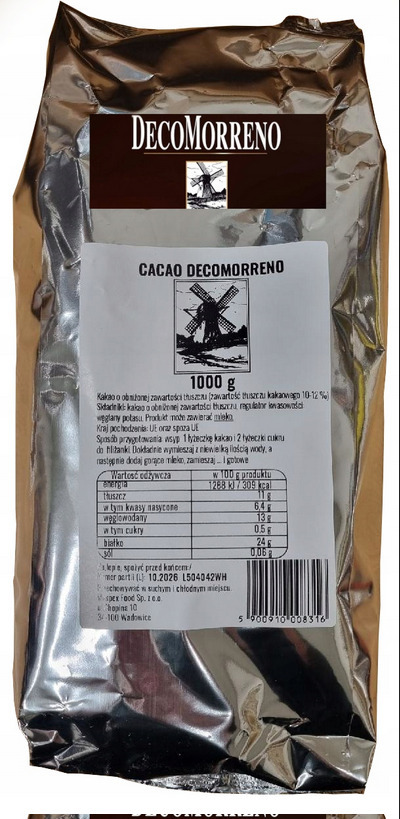 DECOMORRENO
CACAO DECOMORRENO
1000 g
Kakao o obniżonej zawartości tłuszczu (zawartość tłuszczu kakaowego 10-12 %)
Składniki: kakao o obniżonej zawartości tłuszczu, regulator kwasowości
węglany potasu. Produkt może zawierać mleko.
Kraj pochodzenia: UE oraz spoza UE
Sposób przygotowania: wsyp 1 łyżeczkę kakao i 2 łyżeczki cukru
do filiżanki. Dokładnie wymieszaj z niewielką ilością wody, a
następnie dodaj gorące mleko, zamieszaj ... i gotowe
Wartość odżywcza w 100 g produktu
energia 1288 kJ / 309 kcal
tłuszcz 11 g
w tym kwasy nasycone 6,4 g
węglowodany 13 g
w tym cukry 0,5 g
białko 24 g
sól 0,06 g
spożyć przed końcem:/
partii (L): 10.2026 L504042WH
w suchym i chłodnym miejscu.
Food Sp. z o.o.
Chopina 10
34-100 Wadowice
5 900910 008316
DECOMORRENO